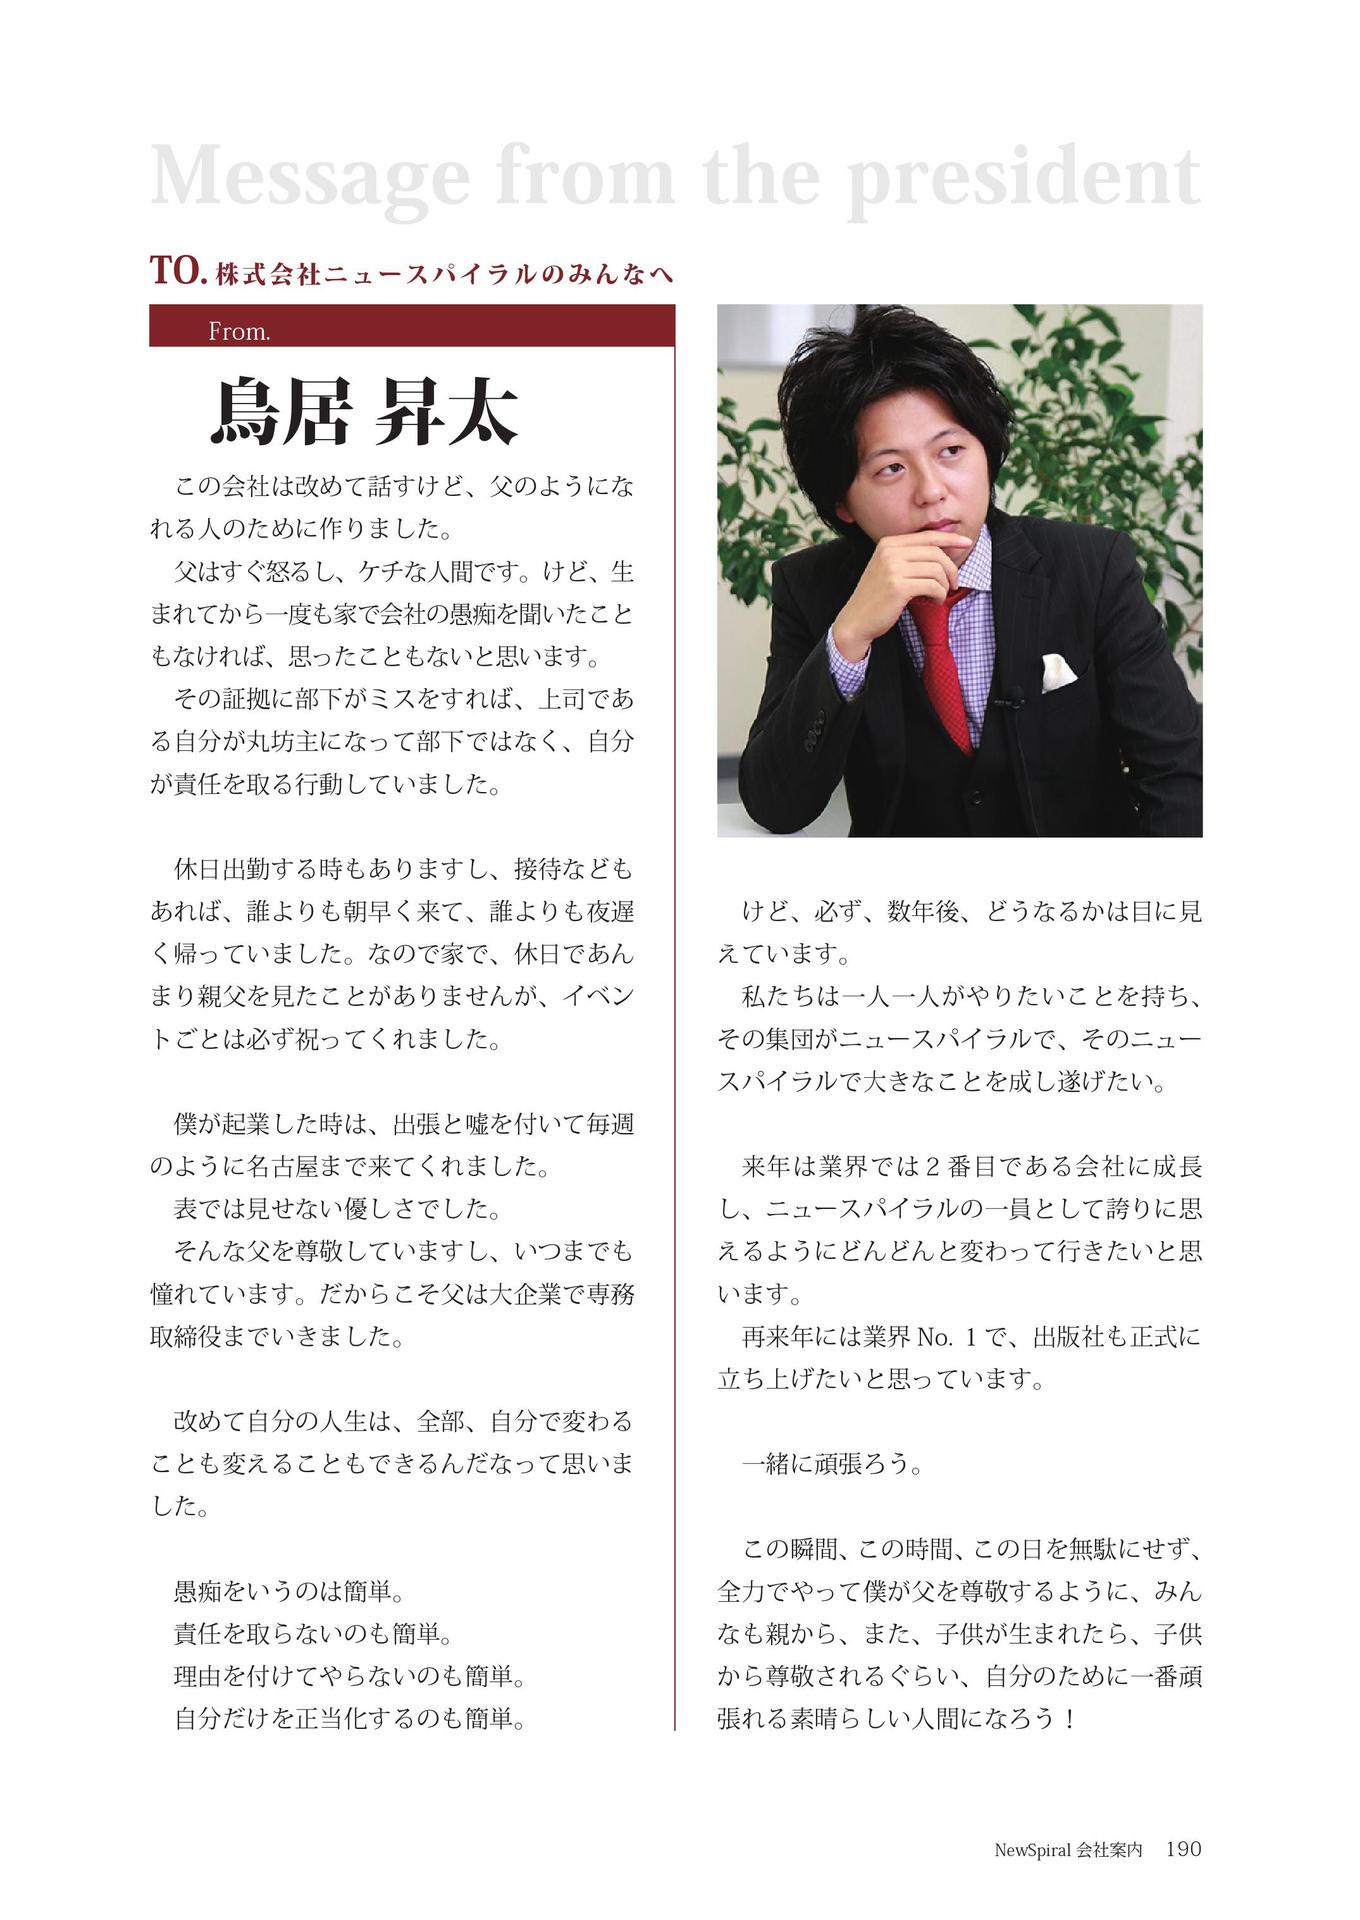 Message from the president
TO. 株式会社ニュースパイラルのみんなへ
From.
鳥居 昇太
この会社は改めて話すけど、父のようにな
れる人のために作りました。
父はすぐ怒るし、ケチな人間です。けど、生
まれてから一度も家で会社の愚痴を聞いたこと
もなければ、思ったこともないと思います。
その証拠に部下がミスをすれば、上司であ
る自分が丸坊主になって部下ではなく、自分
が責任を取る行動していました。
休日出勤する時もありますし、接待なども
あれば、誰よりも朝早く来て、誰よりも夜遅
く帰っていました。なので家で、休日であん
まり親父を見たことがありませんが、イベン
トごとは必ず祝ってくれました。
僕が起業した時は、出張と嘘を付いて毎週
のように名古屋まで来てくれました。
表では見せない優しさでした。
そんな父を尊敬していますし、いつまでも
憧れています。だからこそ父は大企業で専務
取締役までいきました。
改めて自分の人生は、全部、自分で変わる
ことも変えることもできるんだなって思いま
した。
愚痴をいうのは簡単。
責任を取らないのも簡単。
理由を付けてやらないのも簡単。
自分だけを正当化するのも簡単。
けど、必ず、数年後、どうなるかは目に見
えています。
私たちは一人一人がやりたいことを持ち、
その集団がニュースパイラルで、そのニュー
スパイラルで大きなことを成し遂げたい。
来年は業界では２番目である会社に成長
し、ニュースパイラルの一員として誇りに思
えるようにどんどんと変わって行きたいと思
います。
再来年には業界 No. 1 で、出版社も正式に
立ち上げたいと思っています。
一緒に頑張ろう。
この瞬間、この時間、この日を無駄にせず、
全力でやって僕が父を尊敬するように、みん
なも親から、また、子供が生まれたら、子供
から尊敬されるぐらい、自分のために一番頑
張れる素晴らしい人間になろう！
NewSpiral 会社案内 190